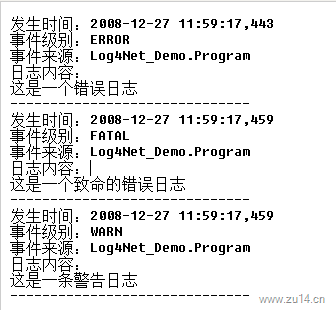 发生时间：2008-12-27 11:59:17,443
事件级别：ERROR
事件来源：Log4Net_Demo.Program
日志内容：
这是一个错误日志
------------------------------
发生时间：2008-12-27 11:59:17,459
事件级别：FATAL
事件来源：Log4Net_Demo.Program
日志内容：
这是一个致命的错误日志
------------------------------
发生时间：2008-12-27 11:59:17,459
事件级别：WARN
事件来源：Log4Net_Demo.Program
日志内容：
这是一条警告日志
------------------------------
www.zu14.cn